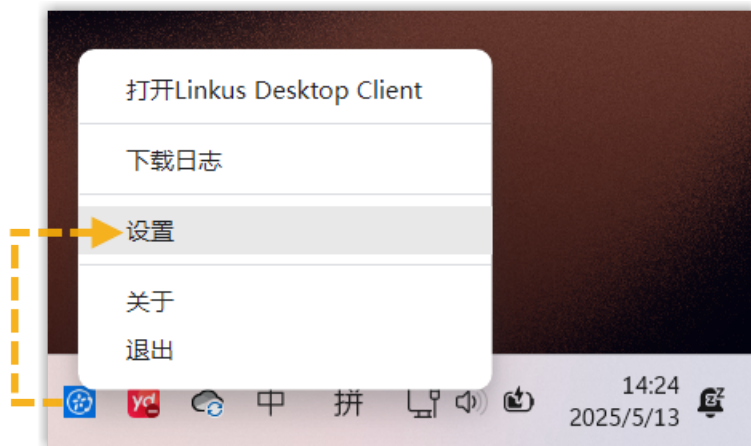 打开Linkus Desktop Client
下载日志
设置
关于
退出
yd
中
拼
14:24
2025/5/13